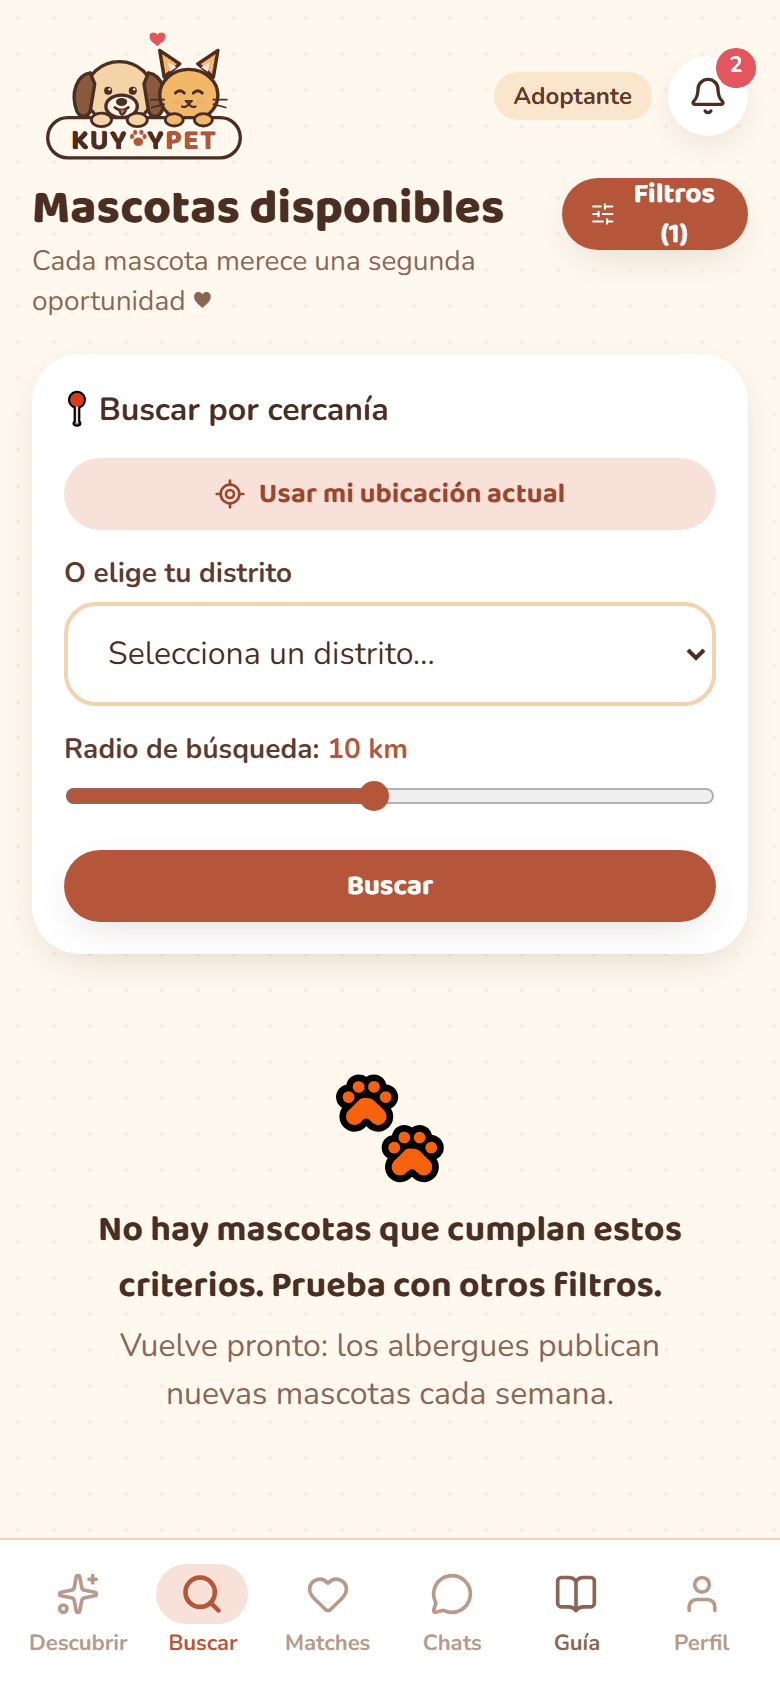 KUYYPET
Adoptante
2
Mascotas disponibles
Filtros
(1)
Cada mascota merece una segunda
oportunidad
Buscar por cercanía
Usar mi ubicación actual
O elige tu distrito
Selecciona un distrito...
Radio de búsqueda: 10 km
Buscar
No hay mascotas que cumplan estos
criterios. Prueba con otros filtros.
Vuelve pronto: los albergues publican
nuevas mascotas cada semana.
Descubrir
Buscar
Matches
Chats
Guía
Perfil